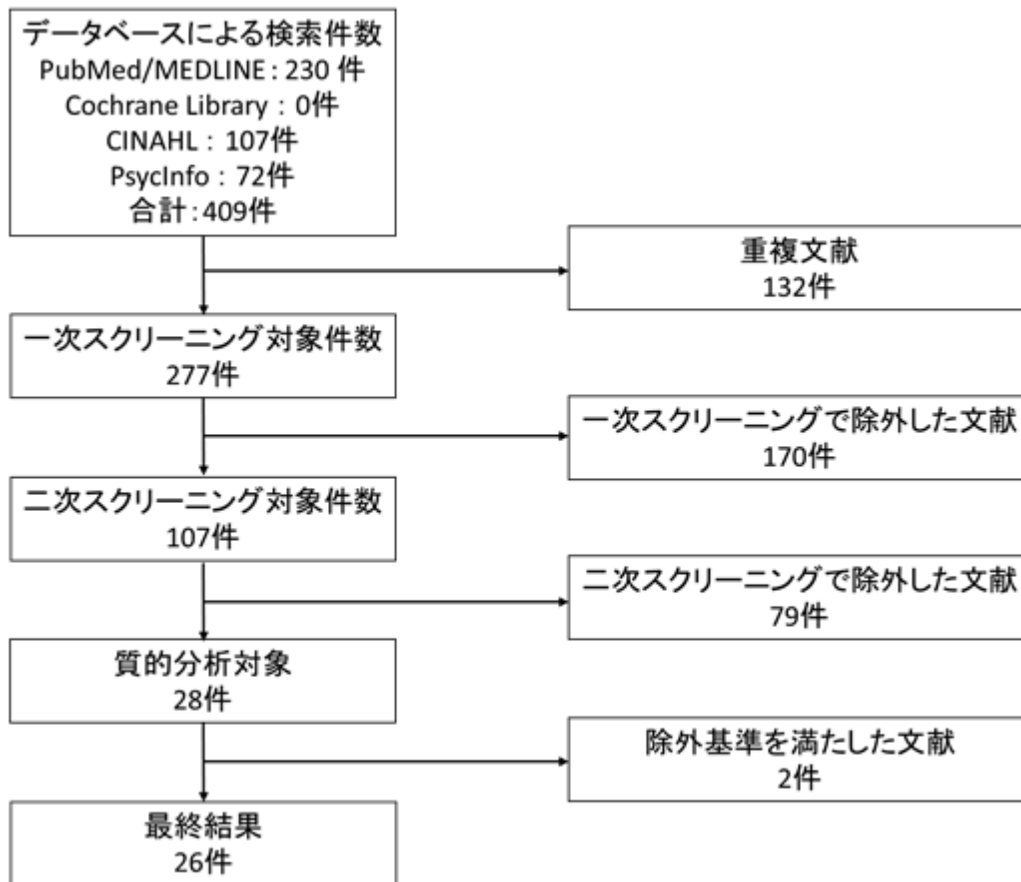 データベースによる検索件数
PubMed/MEDLINE：230 件
Cochrane Library ： 0件
CINAHL ： 107件
PsycInfo ： 72件
合計：409件
重複文献
132件
一次スクリーニング対象件数
277件
一次スクリーニングで除外した文献
170件
二次スクリーニング対象件数
107件
二次スクリーニングで除外した文献
79件
質的分析対象
28件
除外基準を満たした文献
2件
最終結果
26件